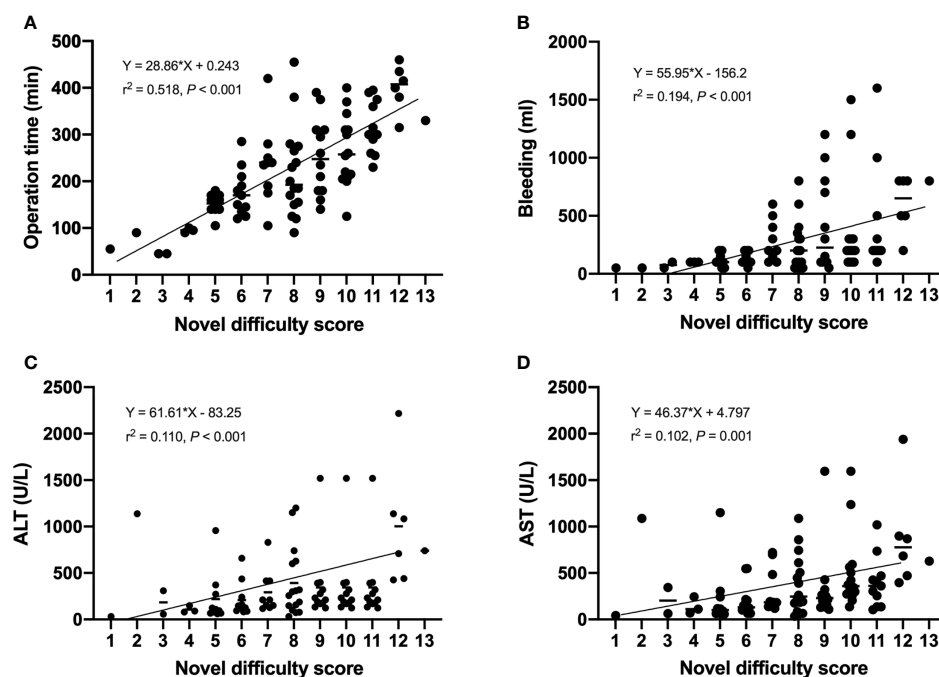 A
500
400
300
200
100
0
Operation time (min)
Y = 28.86*X + 0.243
r² = 0.518, P < 0.001
1 2 3 4 5 6 7 8 9 10 11 12 13
Novel difficulty score
B
2000
1500
1000
500
0
Bleeding (ml)
Y = 55.95*X - 156.2
r² = 0.194, P < 0.001
1 2 3 4 5 6 7 8 9 10 11 12 13
Novel difficulty score
C
2500
2000
1500
1000
500
0
ALT (U/L)
Y = 61.61*X - 83.25
r² = 0.110, P < 0.001
1 2 3 4 5 6 7 8 9 10 11 12 13
Novel difficulty score
D
2500
2000
1500
1000
500
0
AST (U/L)
Y = 46.37*X + 4.797
r² = 0.102, P = 0.001
1 2 3 4 5 6 7 8 9 10 11 12 13
Novel difficulty score